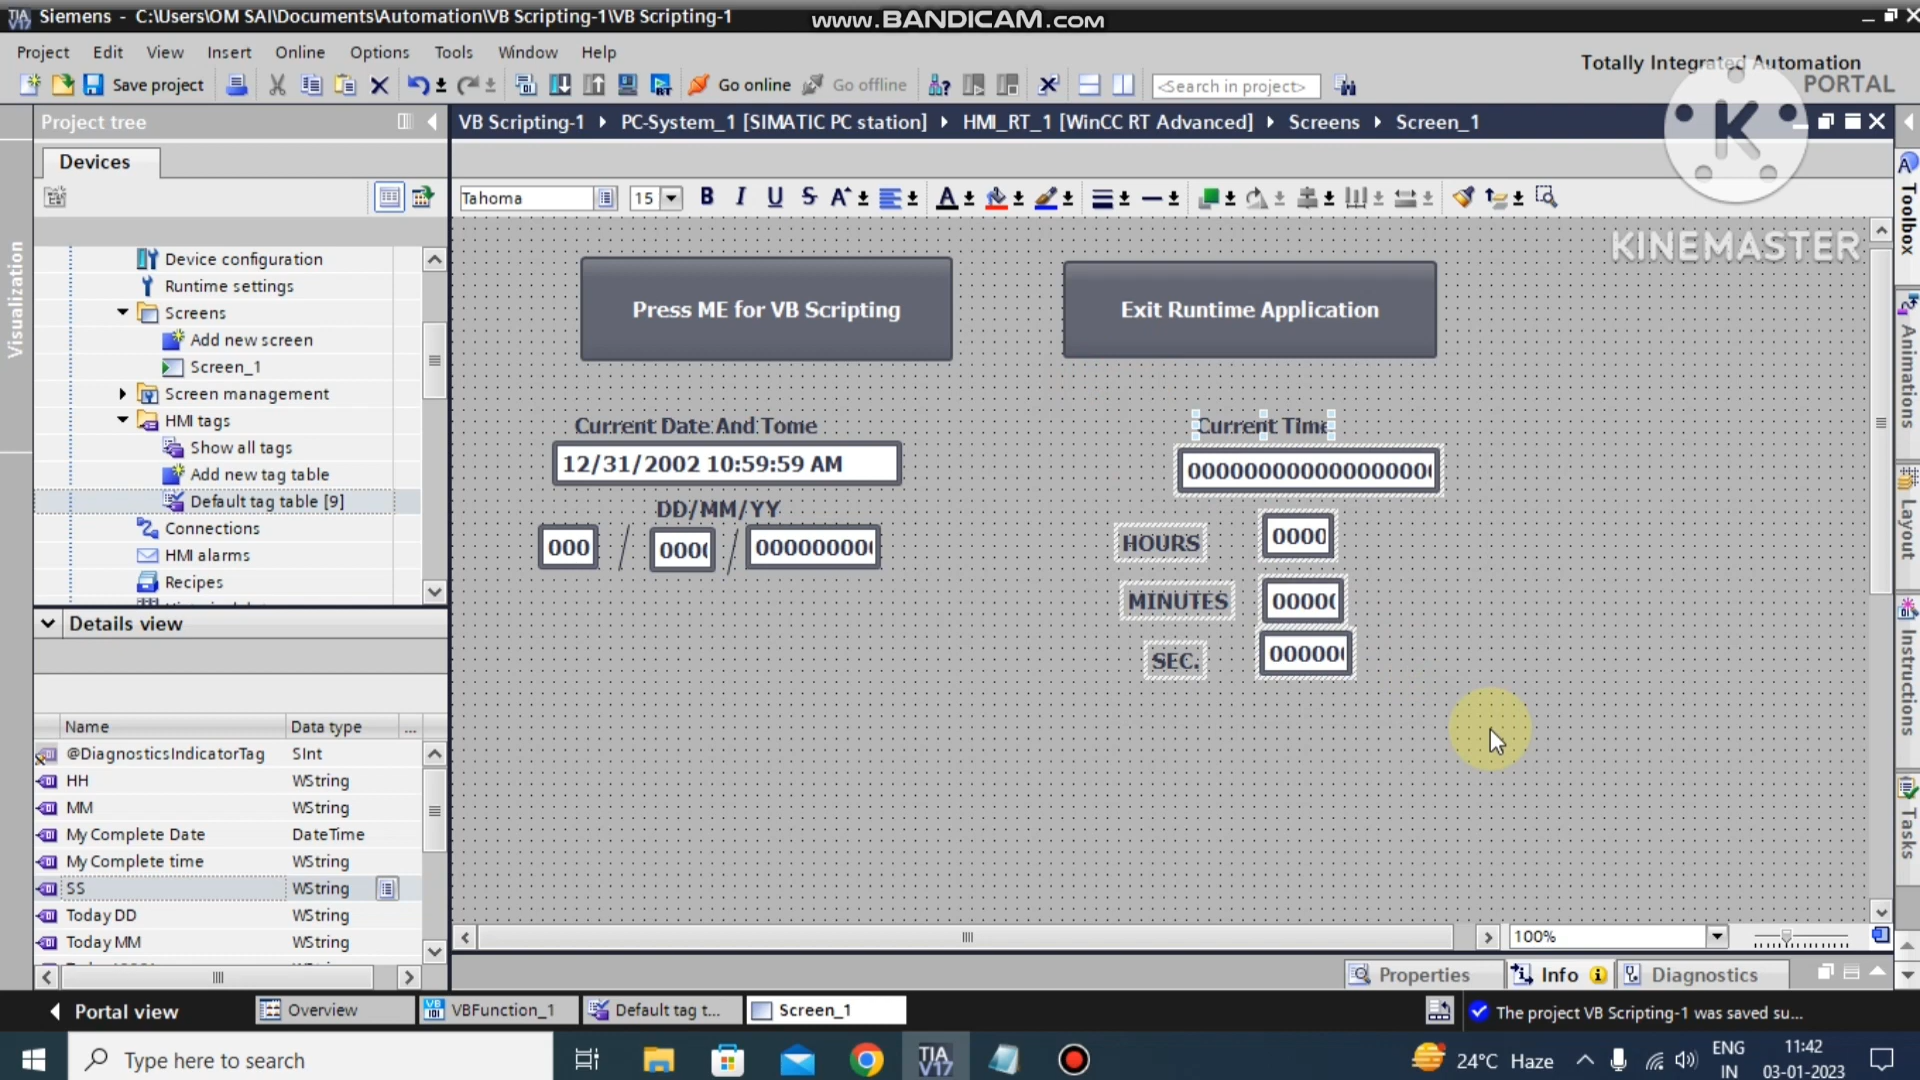 Siemens - C:\Users\OM SAI\Documents\Automation\VB Scripting-1\VB Scripting-1
www.BANDICAM.com
Project Edit View Insert Online Options Tools Window Help
Totally Integrated Automation
PORTAL
Save project
Go online
Go offline
<Search in project>
Project tree
VB Scripting-1 PC-System_1 [SIMATIC PC station] HMI_RT_1 [WinCC RT Advanced] Screens Screen_1
K
KINEMASTER
Devices
Tahoma
15
B I U S A
Visualization
Device configuration
Runtime settings
Screens
Add new screen
Screen_1
Screen management
HMI tags
Show all tags
Add new tag table
Default tag table [9]
Connections
HMI alarms
Recipes
Press ME for VB Scripting
Exit Runtime Application
Current Date And Tome
12/31/2002 10:59:59 AM
DD/MM/YY
000 / 000 / 000000000
Current Time
000000000000000000
HOURS 0000
MINUTES 0000
SEC. 00000
Toolbox
Animations
Layout
Instructions
Tasks
Details view
Name Data type ...
@DiagnosticsIndicatorTag SInt
HH WString
MM WString
My Complete Date DateTime
My Complete time WString
SS WString
Today DD WString
Today MM WString
100%
Properties
Info
Diagnostics
Portal view
Overview
VBFunction_1
Default tag t...
Screen_1
The project VB Scripting-1 was saved su...
Type here to search
TIA V17
24°C Haze
ENG
IN
11:42
03-01-2023